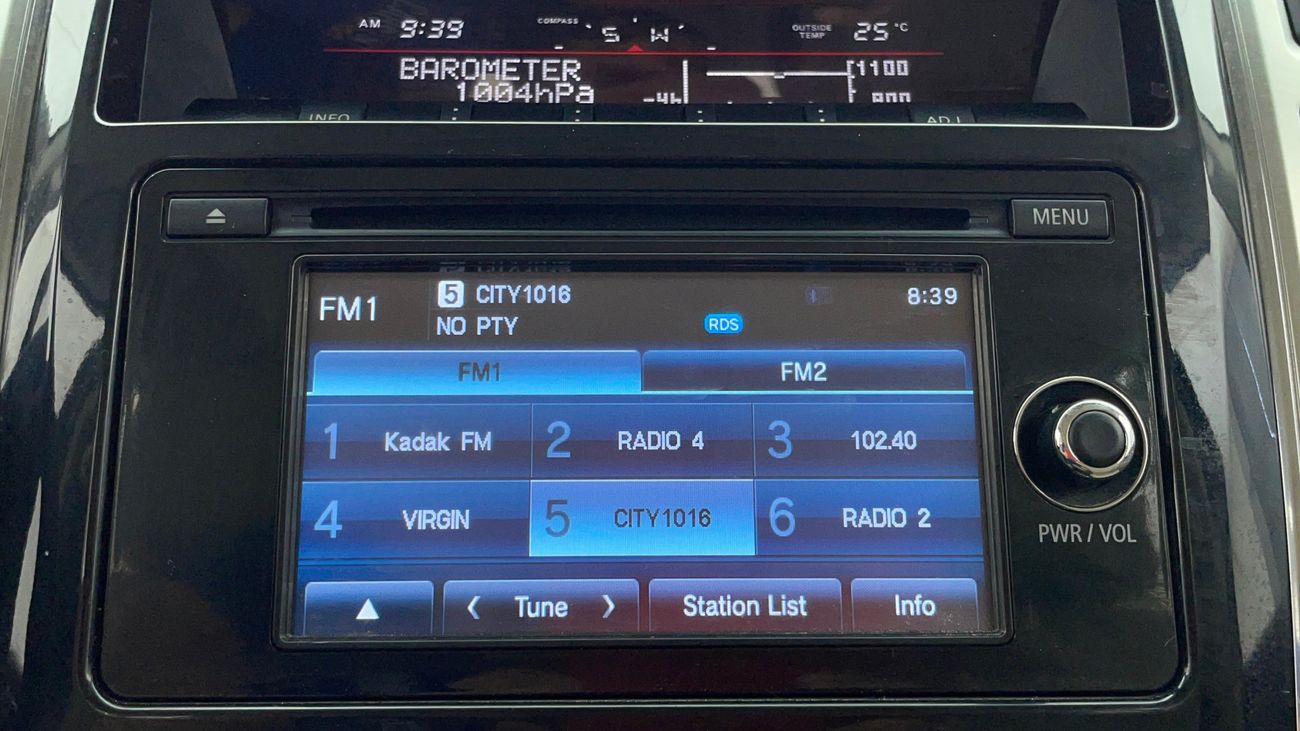 AM 9:39 COMPASS S W OUTSIDE TEMP 25 °C
BAROMETER 1100
1004hPa -4h 900
INFO ADJ
MENU
FM1 5 CITY1016 8:39
NO PTY RDS
FM1 FM2
1 Kadak FM 2 RADIO 4 3 102.40
4 VIRGIN 5 CITY1016 6 RADIO 2
PWR / VOL
Tune Station List Info